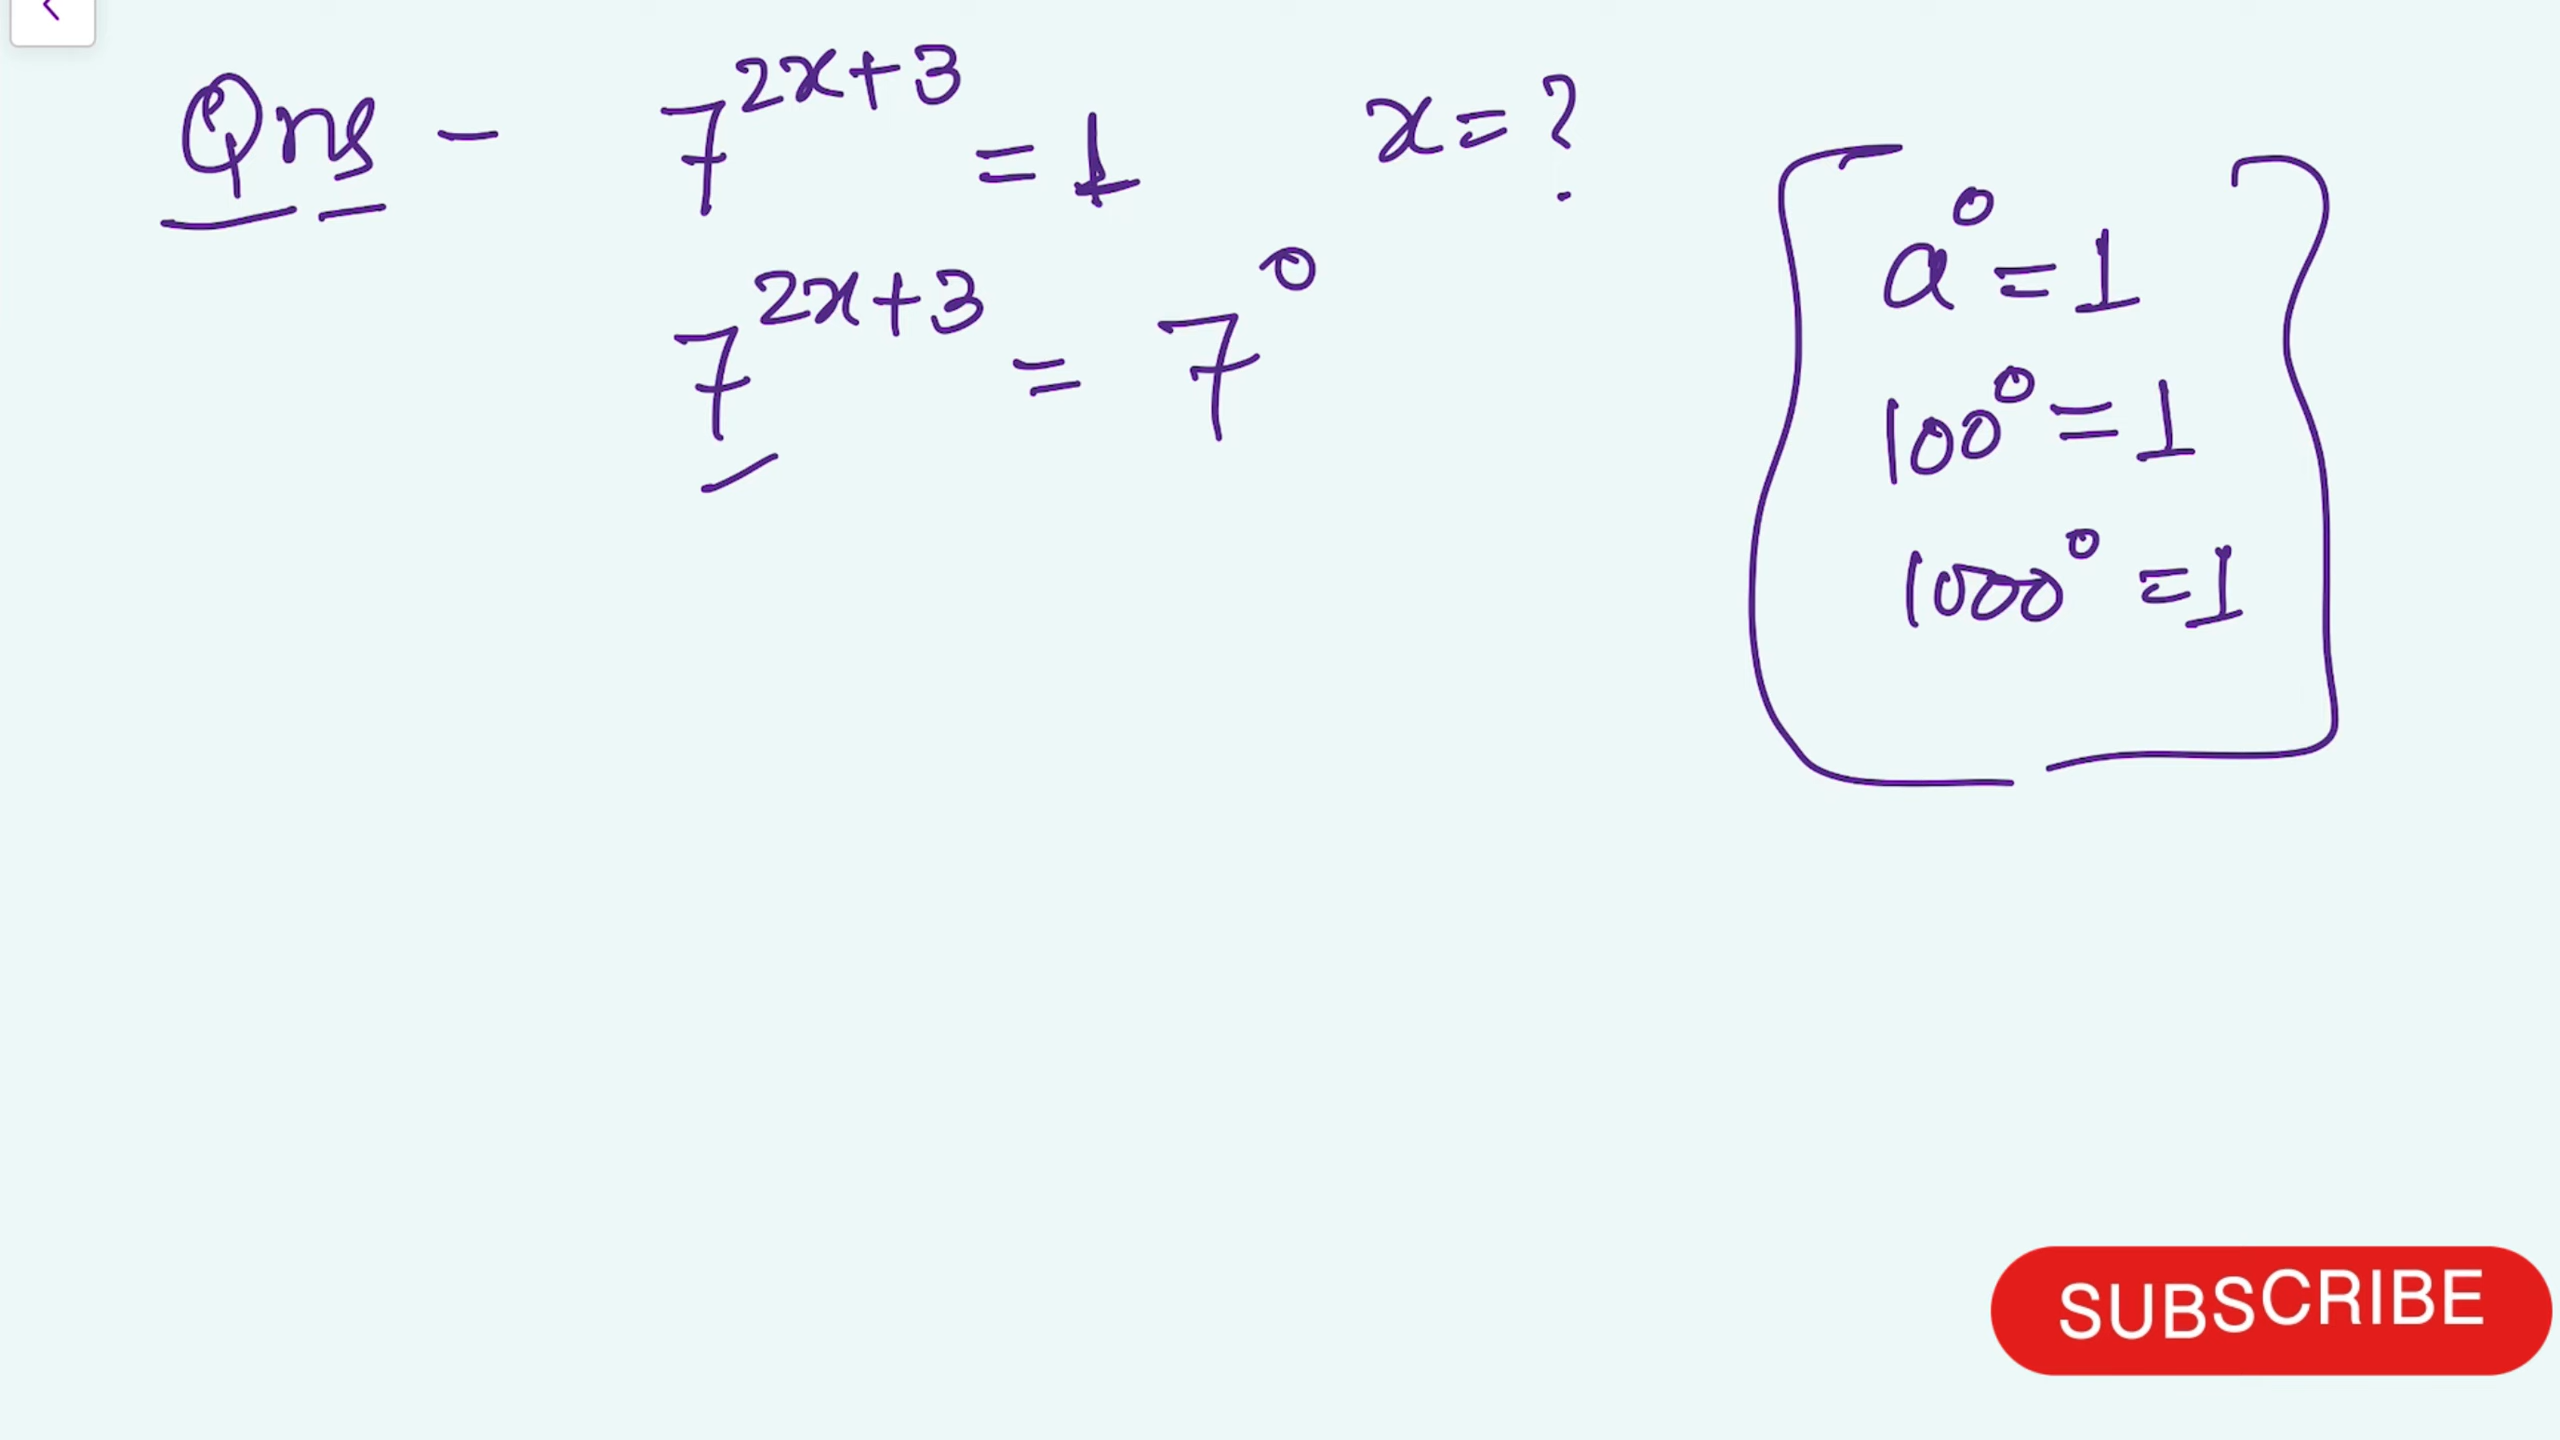 Qns - 7^{2x+3} = 1 x = ?
7^{2x+3} = 7^0
a^0 = 1
100^0 = 1
1000^0 = 1
SUBSCRIBE